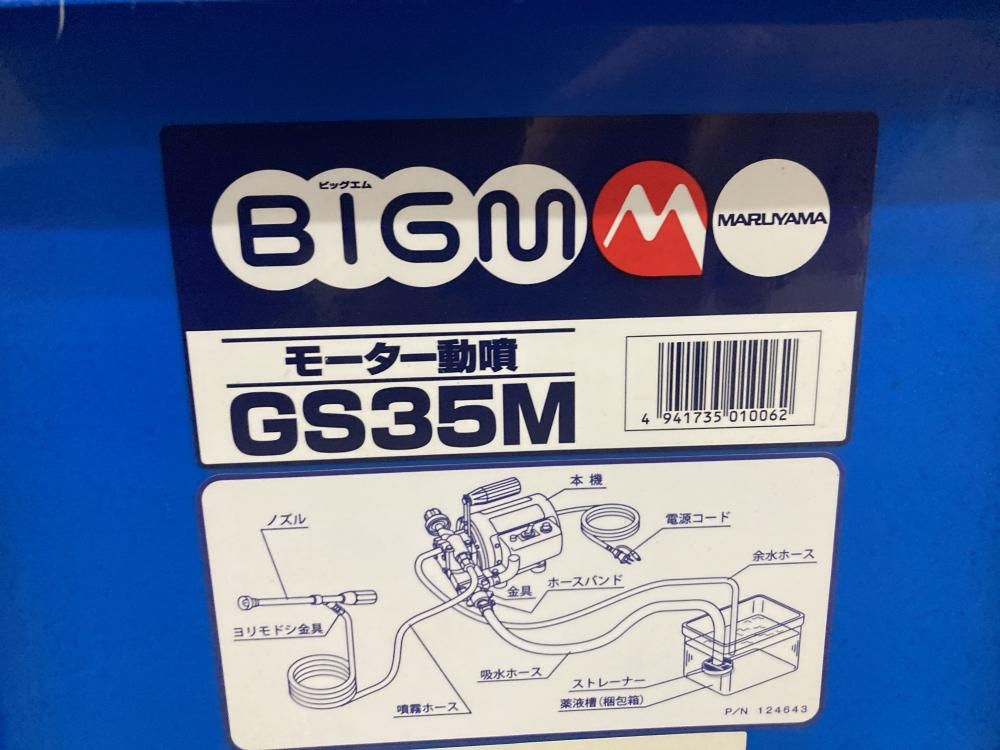 ビッグエム
BIGM
MARUYAMA
モーター動噴
GS35M
4 941735 010062
本機
ノズル
電源コード
余水ホース
ホースバンド
金具
ヨリモドシ金具
吸水ホース
ストレーナー
薬液槽(梱包箱)
噴霧ホース
P/N 124643